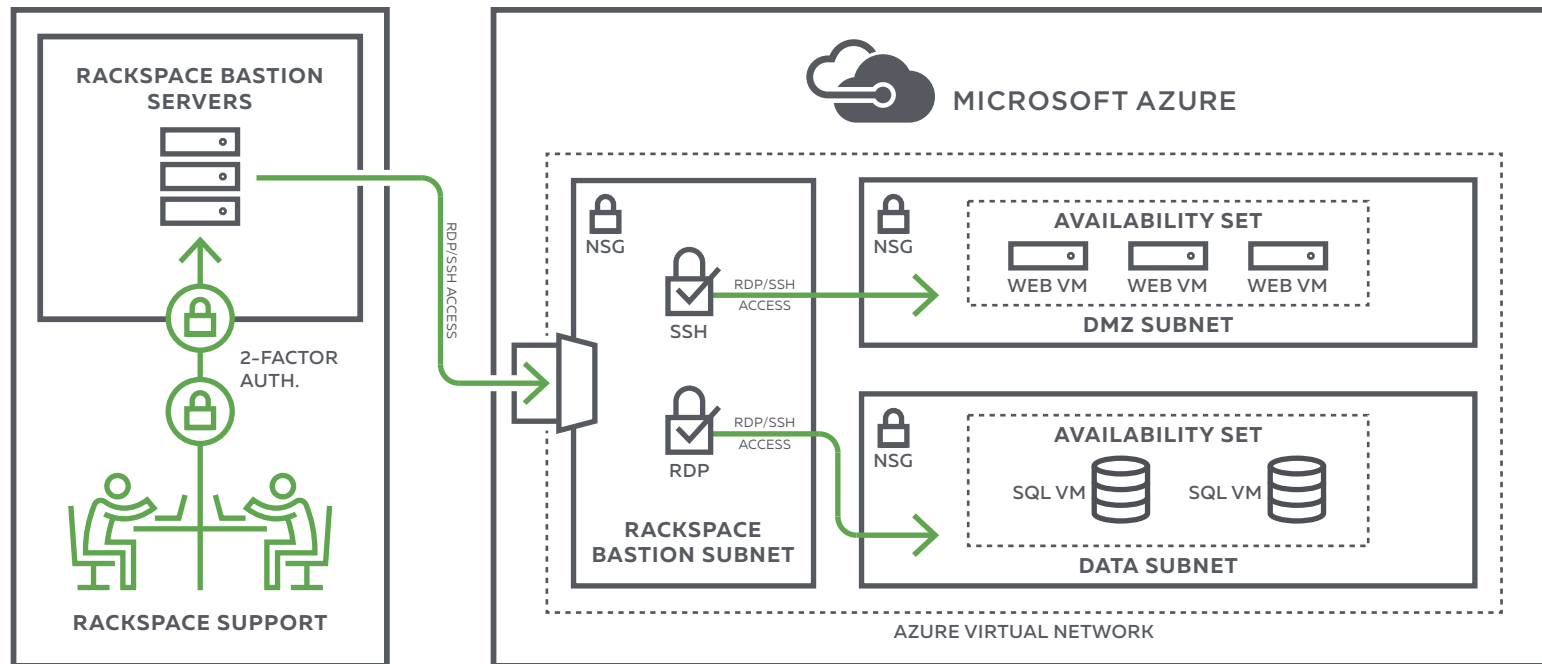 RACKSPACE BASTION
SERVERS
2-FACTOR
AUTH.
RACKSPACE SUPPORT
RDP/SSH ACCESS
MICROSOFT AZURE
NSG
SSH
RDP/SSH
ACCESS
RDP
RDP/SSH
ACCESS
RACKSPACE
BASTION SUBNET
NSG
AVAILABILITY SET
WEB VM WEB VM WEB VM
DMZ SUBNET
NSG
AVAILABILITY SET
SQL VM SQL VM
DATA SUBNET
AZURE VIRTUAL NETWORK